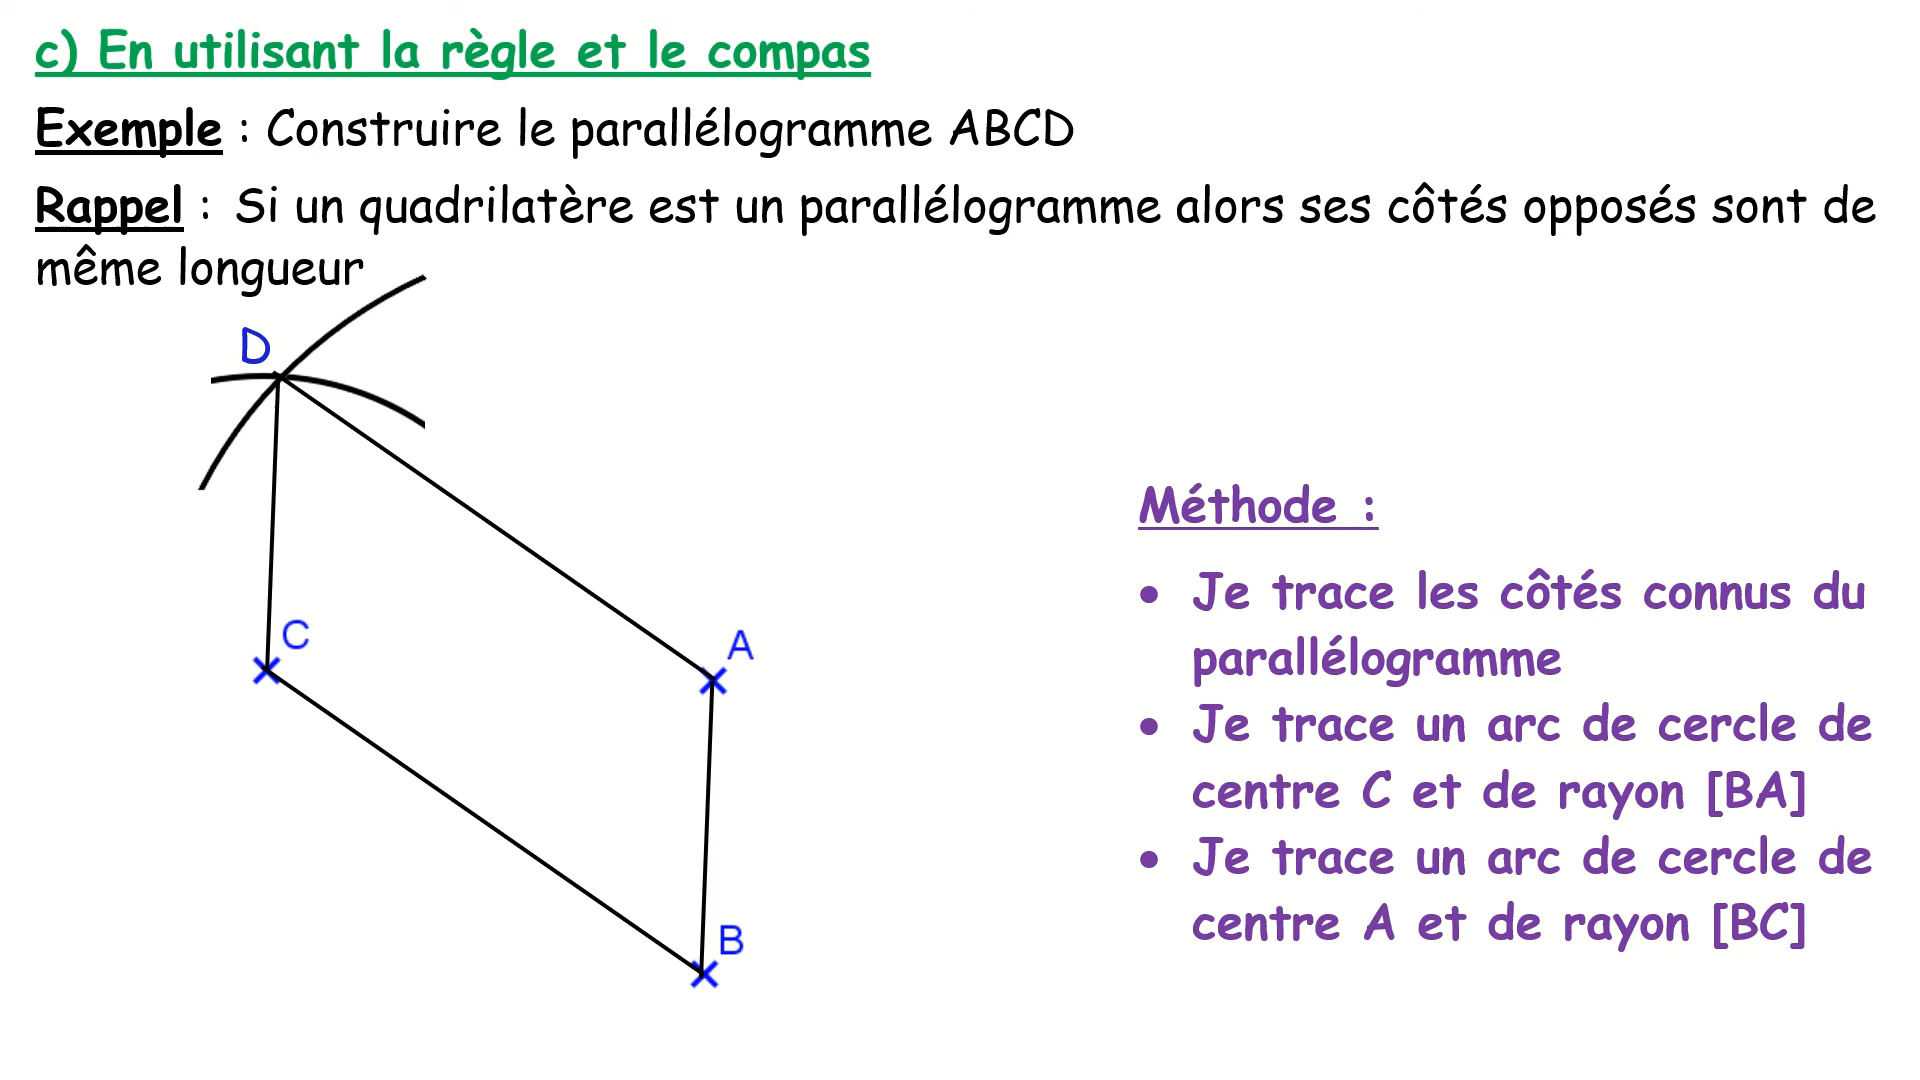 c) En utilisant la règle et le compas
Exemple : Construire le parallélogramme ABCD
Rappel : Si un quadrilatère est un parallélogramme alors ses côtés opposés sont de
même longueur
D
C
A
B
Méthode :
• Je trace les côtés connus du
parallélogramme
• Je trace un arc de cercle de
centre C et de rayon [BA]
• Je trace un arc de cercle de
centre A et de rayon [BC]